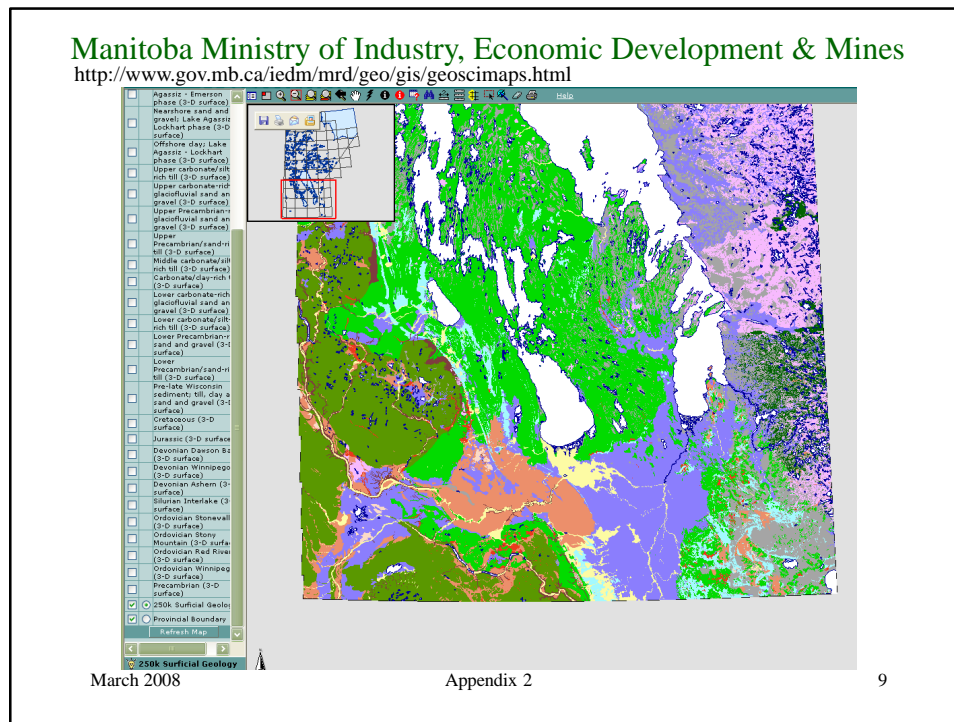 Manitoba Ministry of Industry, Economic Development & Mines
http://www.gov.mb.ca/iedm/mrd/geo/gis/geoscimaps.html
Help
Agassiz - Emerson
phase (3-D surface)
Nearshore sand and
gravel; Lake Agassiz
Lockhart phase (3-D
surface)
Offshore clay; Lake
Agassiz - Lockhart
phase (3-D surface)
Upper carbonate/silt
rich till (3-D surface)
Upper carbonate-rich
glaciofluvial sand an
gravel (3-D surface)
Upper Precambrian-r
glaciofluvial sand an
gravel (3-D surface)
Upper
Precambrian/sand-ri
till (3-D surface)
Middle carbonate/silt
rich till (3-D surface)
Carbonate/clay-rich t
(3-D surface)
Lower carbonate-rich
glaciofluvial sand an
gravel (3-D surface)
Lower carbonate/silt-
rich till (3-D surface)
Lower Precambrian-r
sand and gravel (3-D
surface)
Lower
Precambrian/sand-ri
till (3-D surface)
Pre-late Wisconsin
sediment; till, clay a
sand and gravel (3-D
surface)
Cretaceous (3-D
surface)
Jurassic (3-D surface
Devonian Dawson Ba
(3-D surface)
Devonian Winnipego
(3-D surface)
Devonian Ashern (3-D
surface)
Silurian Interlake (3-
surface)
Ordovician Stonewall
(3-D surface)
Ordovician Stony
Mountain (3-D surfac
Ordovician Red River
(3-D surface)
Ordovician Winnipeg
(3-D surface)
Precambrian (3-D
surface)
250k Surficial Geolog
Provincial Boundary
Refresh Map
250k Surficial Geology
March 2008
Appendix 2
9